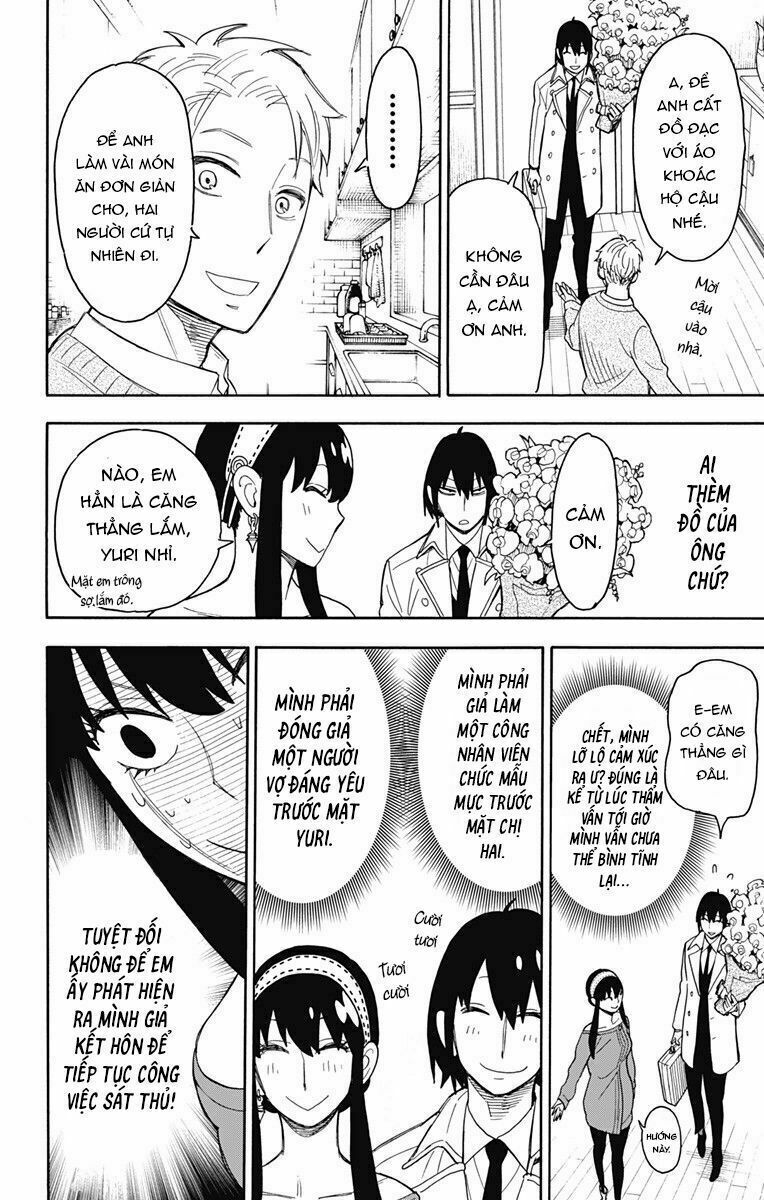 A, ĐỂ
ANH CẤT
ĐỒ ĐẠC
VỚI ÁO
KHOÁC
HỘ CẬU
NHÉ.
Mời
cậu
vào
nhà.
KHÔNG
CẦN ĐÂU
Ạ, CẢM
ƠN ANH.
ĐỂ ANH
LÀM VÀI MÓN
ĂN ĐƠN GIẢN
CHO, HAI
NGƯỜI CỨ TỰ
NHIÊN ĐI.
AI
THÈM
ĐỒ CỦA
ÔNG
CHỨ?
CẢM
ƠN.
NÀO, EM
HẲN LÀ CĂNG
THẲNG LẮM,
YURI NHỈ.
Mặt em trông
sợ lắm đó.
E-EM
CÓ CĂNG
THẲNG GÌ
ĐÂU.
CHẾT, MÌNH
LỠ LỘ CẢM XÚC
RA Ư? ĐÚNG LÀ
KỂ TỪ LÚC THẨM
VẤN TỚI GIỜ
MÌNH VẪN CHƯA
THỂ BÌNH TĨNH
LẠI...
HƯỚNG
NÀY.
MÌNH PHẢI
GIẢ LÀM
MỘT CÔNG
NHÂN VIÊN
CHỨC MẪU
MỰC TRƯỚC
MẶT CHỊ
HAI.
MÌNH PHẢI
ĐÓNG GIẢ
MỘT NGƯỜI
VỢ ĐÁNG YÊU
TRƯỚC MẶT
YURI.
Cười
tươi
Tươi
cười
TUYỆT ĐỐI
KHÔNG ĐỂ EM
ẤY PHÁT HIỆN
RA MÌNH GIẢ
KẾT HÔN ĐỂ
TIẾP TỤC CÔNG
VIỆC SÁT THỦ!